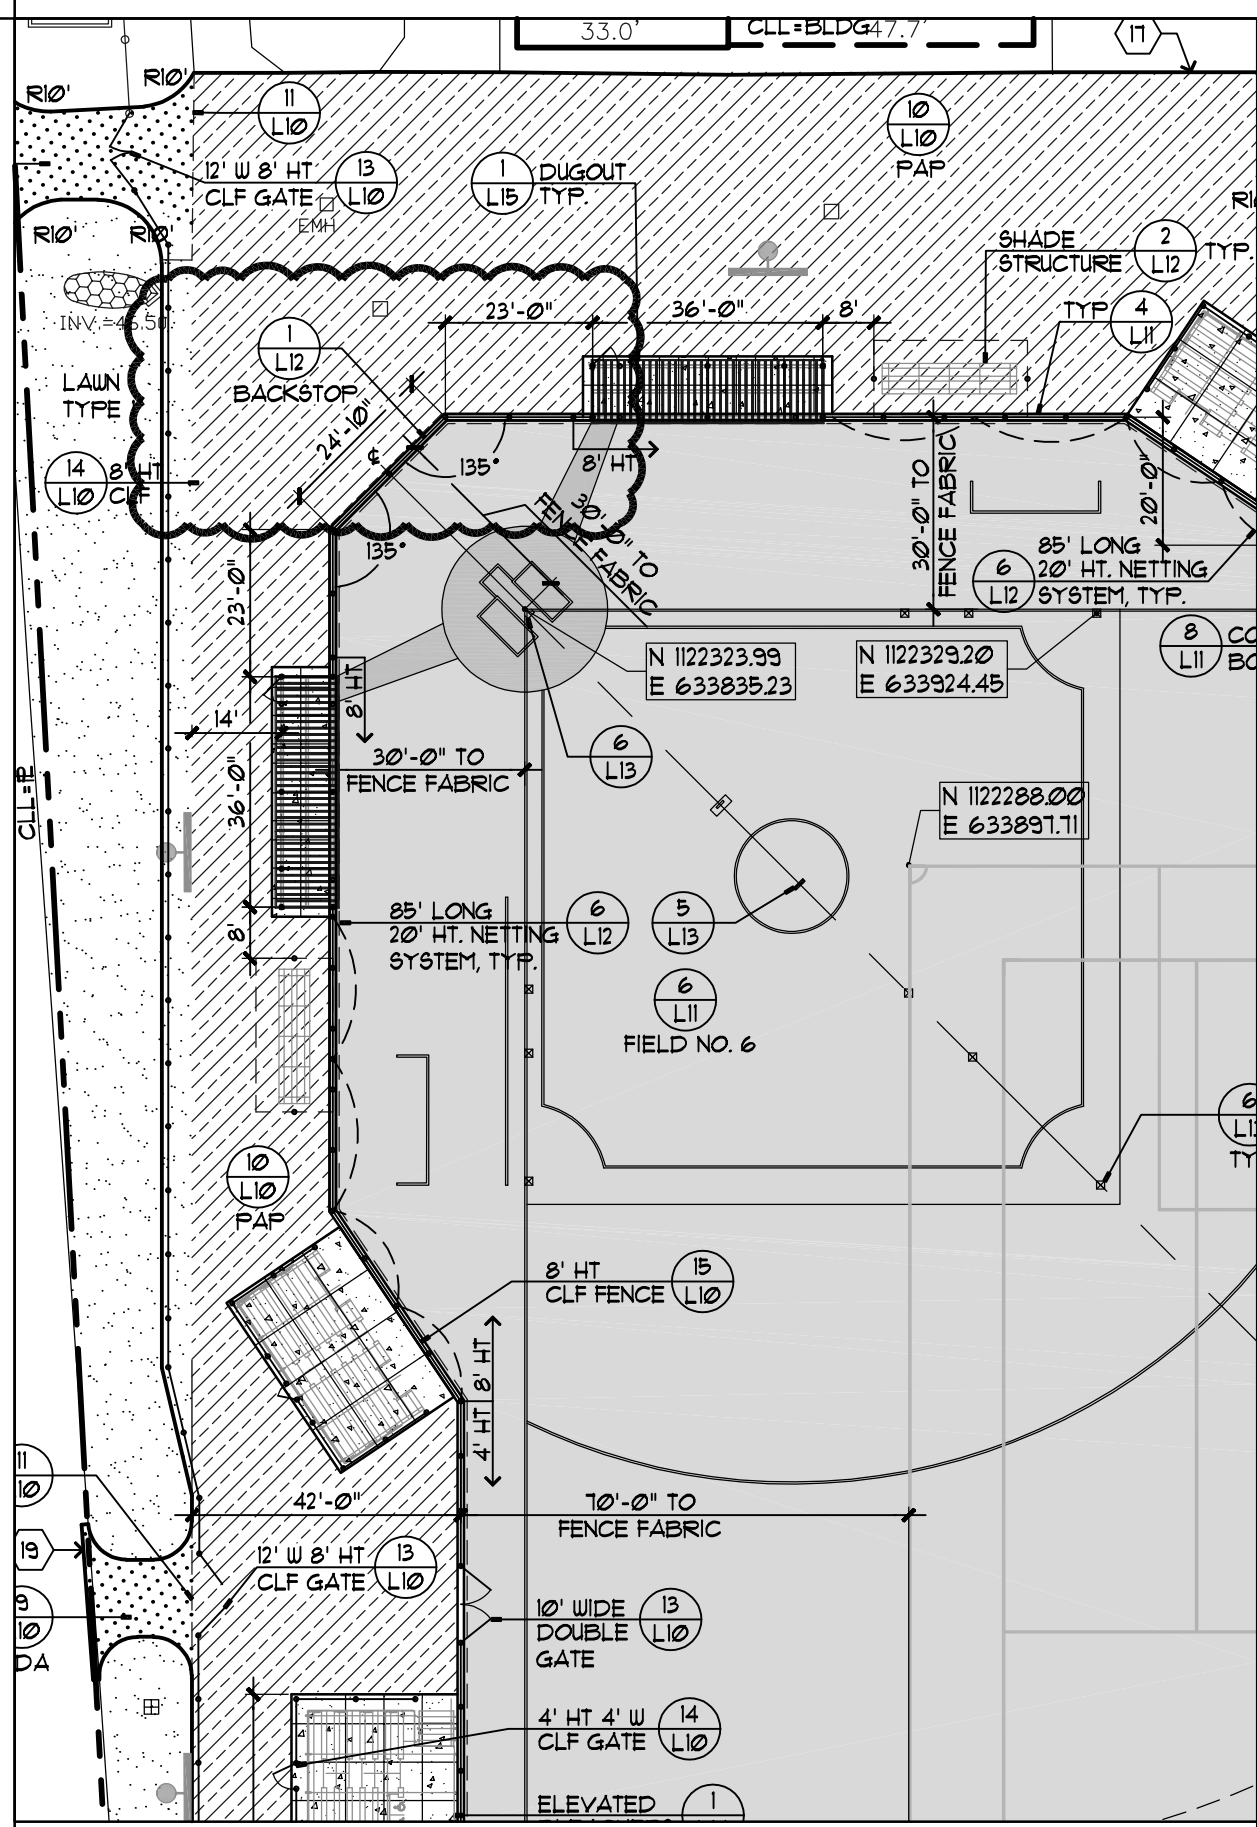 33.0'
CLL=BLDG
47.7'
17
R10'
R10'
11
L10
10
L10
PAP
12' W 8' HT
CLF GATE
13
L10
1
L15
DUGOUT
TYP.
EMH
R10'
R10'
SHADE
STRUCTURE
2
L12
TYP.
INV.=46.50
23'-0"
36'-0"
8'
TYP
4
L11
1
L12
BACKSTOP
LAWN
TYPE
24'-10"
14
L10
8' HT
CLF
135°
8' HT
135°
30'-0" TO
FENCE FABRIC
30'-0" TO
FENCE FABRIC
20'-0"
6
L12
85' LONG
20' HT. NETTING
SYSTEM, TYP.
23'-0"
8
L11
N 1122323.99
E 633835.23
N 1122329.20
E 633924.45
8' HT
14'
6
L13
30'-0" TO
FENCE FABRIC
CLL=
36'-0"
N 1122288.00
E 633897.71
85' LONG
20' HT. NETTING
SYSTEM, TYP.
6
L12
5
L13
8'
6
L11
FIELD NO. 6
6
10
L10
PAP
8' HT
CLF FENCE
15
L10
8' HT
4' HT
11
10
42'-0"
70'-0" TO
FENCE FABRIC
19
12' W 8' HT
CLF GATE
13
L10
9
10
DA
10' WIDE
DOUBLE
GATE
13
L10
4' HT 4' W
CLF GATE
14
L10
ELEVATED
1